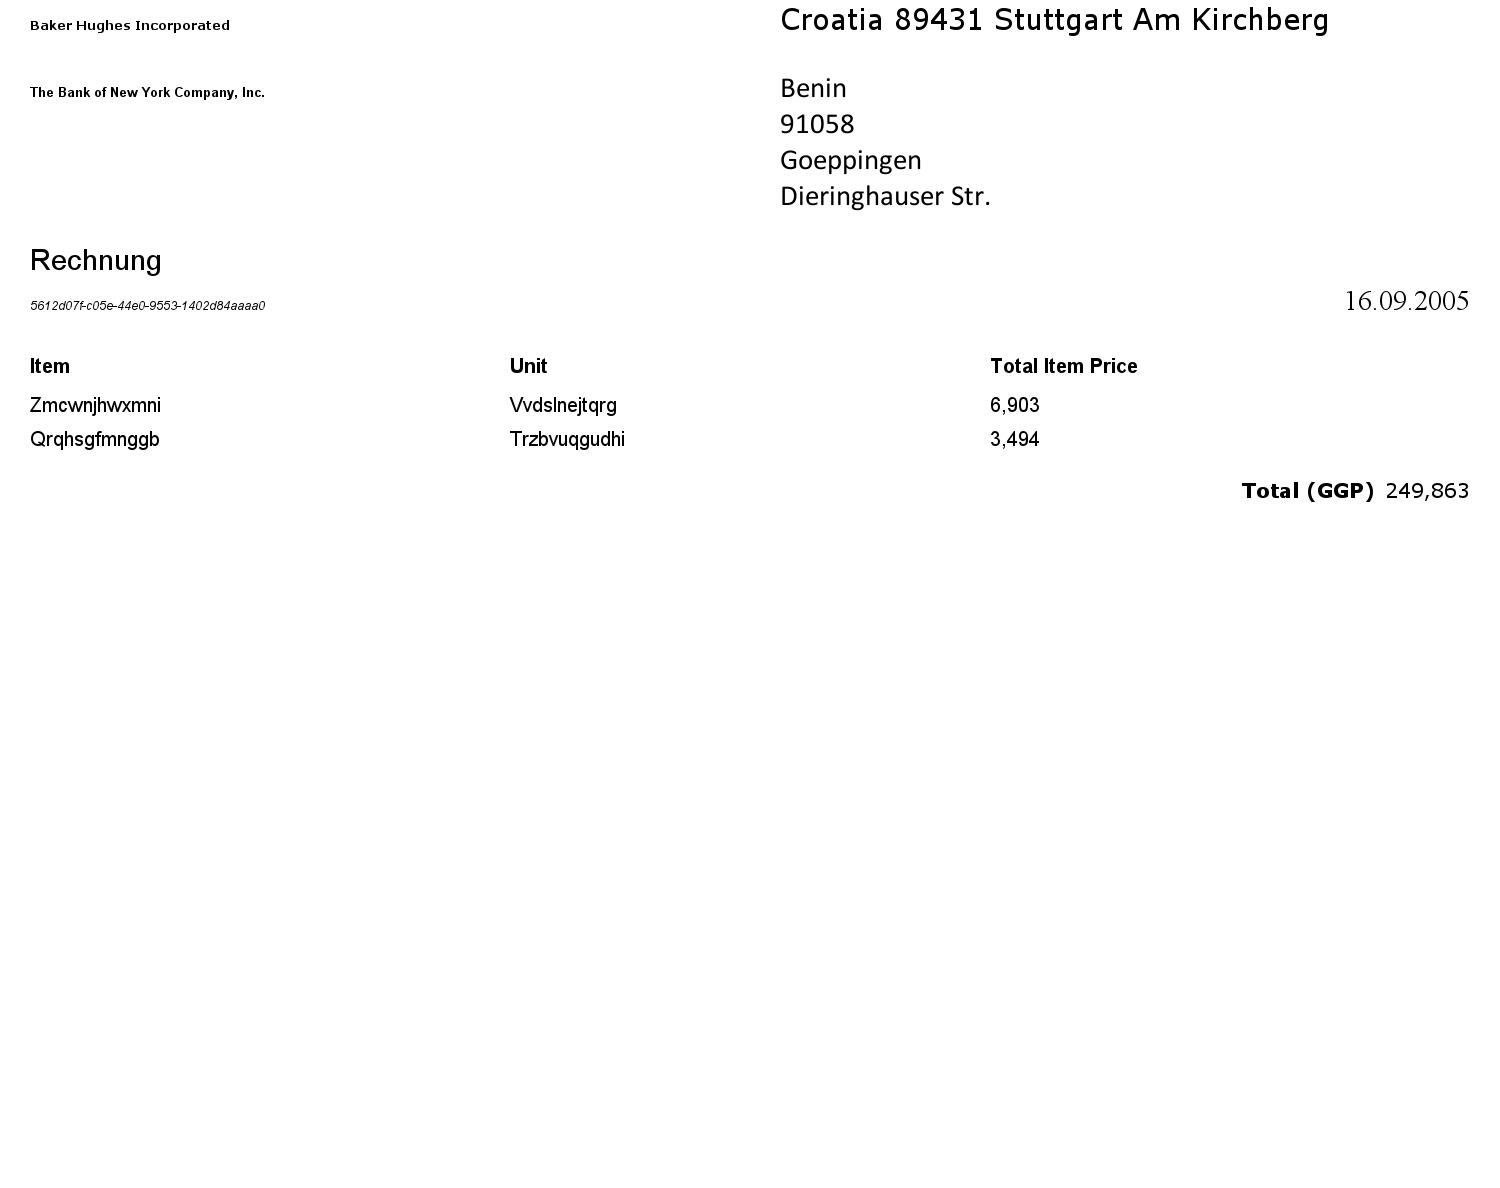 Baker Hughes Incorporated
Croatia 89431 Stuttgart Am Kirchberg
The Bank of New York Company, Inc.
Benin
91058
Goeppingen
Dieringhauser Str.
Rechnung
5612d07f-c05e-44e0-9553-1402d84aaaa0
16.09.2005
Item Unit Total Item Price
Zmcwnjhwxmni Vvdslnejtqrg 6,903
Qrqhsgfmnggb Trzbvuqgudhi 3,494
Total (GGP) 249,863